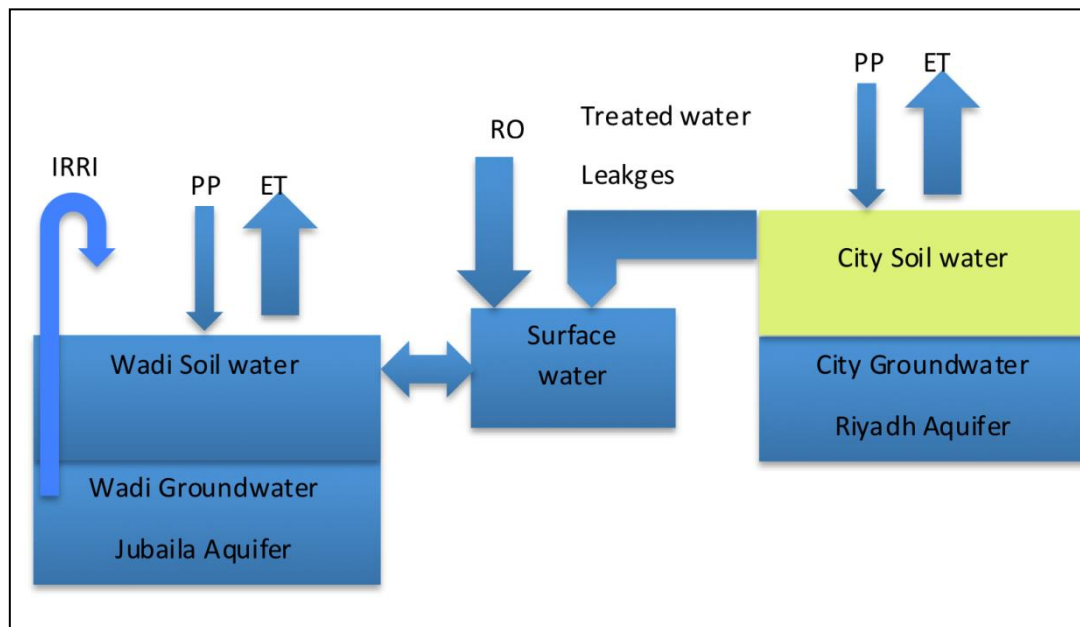 PP
ET
Treated water
RO
Leakges
IRRI
PP
ET
City Soil water
Surface
water
Wadi Soil water
City Groundwater
Riyadh Aquifer
Wadi Groundwater
Jubaila Aquifer